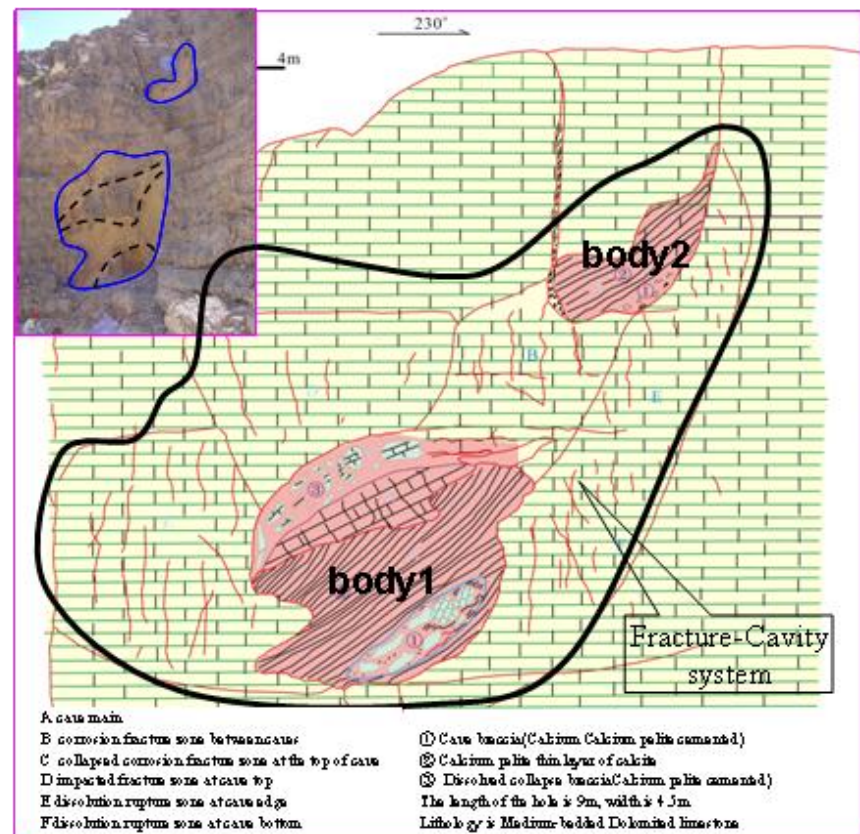 230°
4m
body2
②
①
B
E
③
body1
①
Fracture-Cavity
system
A cave main
B corrosion fracture zone between caves
C collapsed corrosion fracture zone at the top of cave
D impacted fracture zone at cave top
E dissolution rupture zone at cave edge
F dissolution rupture zone at cave bottom
① Cave breccia(Calcium Calcium pelite cemented)
② Calcium pelite thin layer of calcite
③ Dissolved collapse breccia(Calcium pelite cemented)
The length of the hole is 9m, width is 4.5m
Lithology is Medium-bedded Dolomited limestone